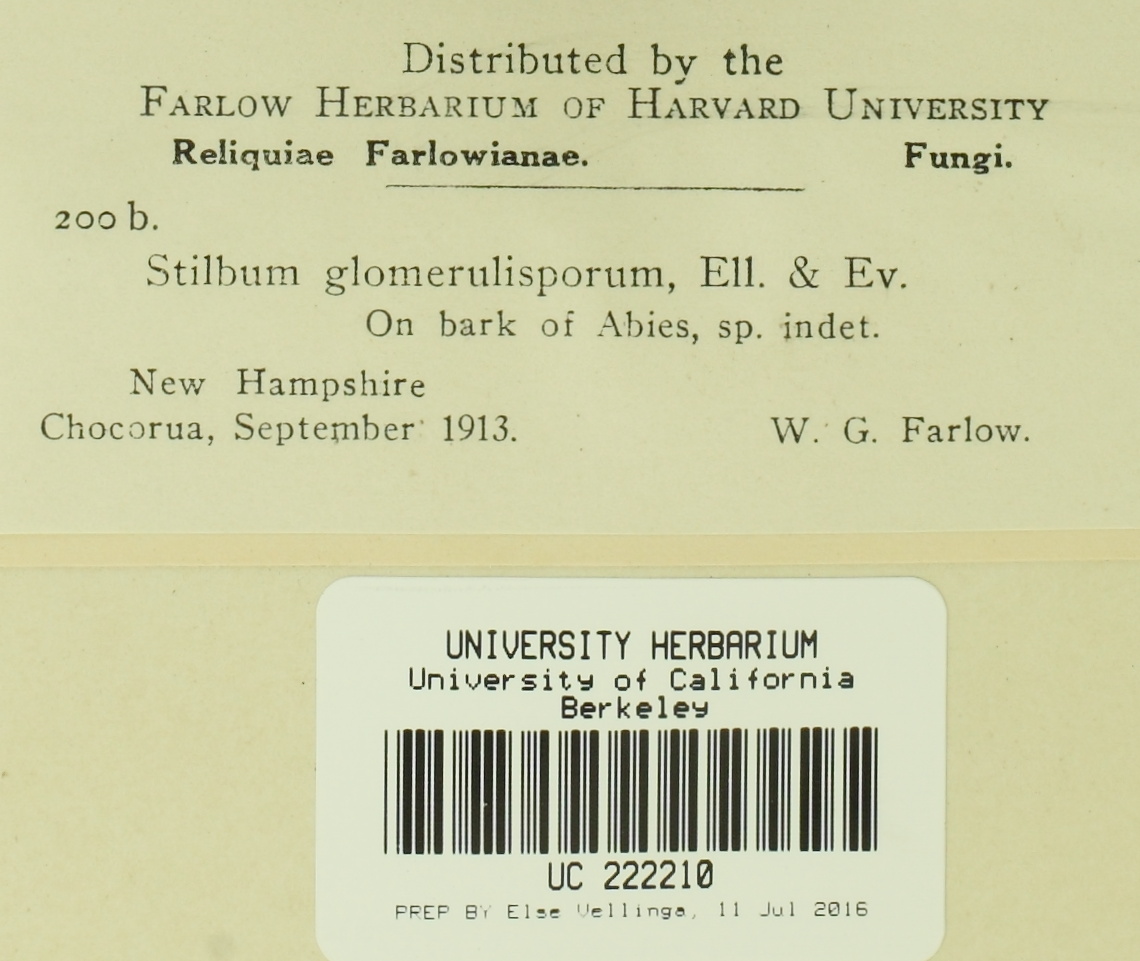 Distributed by the
FARLOW HERBARIUM OF HARVARD UNIVERSITY
Reliquiae Farlowianae. Fungi.
200 b.
Stilbum glomerulisporum, Ell. & Ev.
On bark of Abies, sp. indet.
New Hampshire
Chocorua, September 1913. W. G. Farlow.
UNIVERSITY HERBARIUM
University of California
Berkeley
UC 222210
PREP BY Else Vellinga, 11 Jul 2016